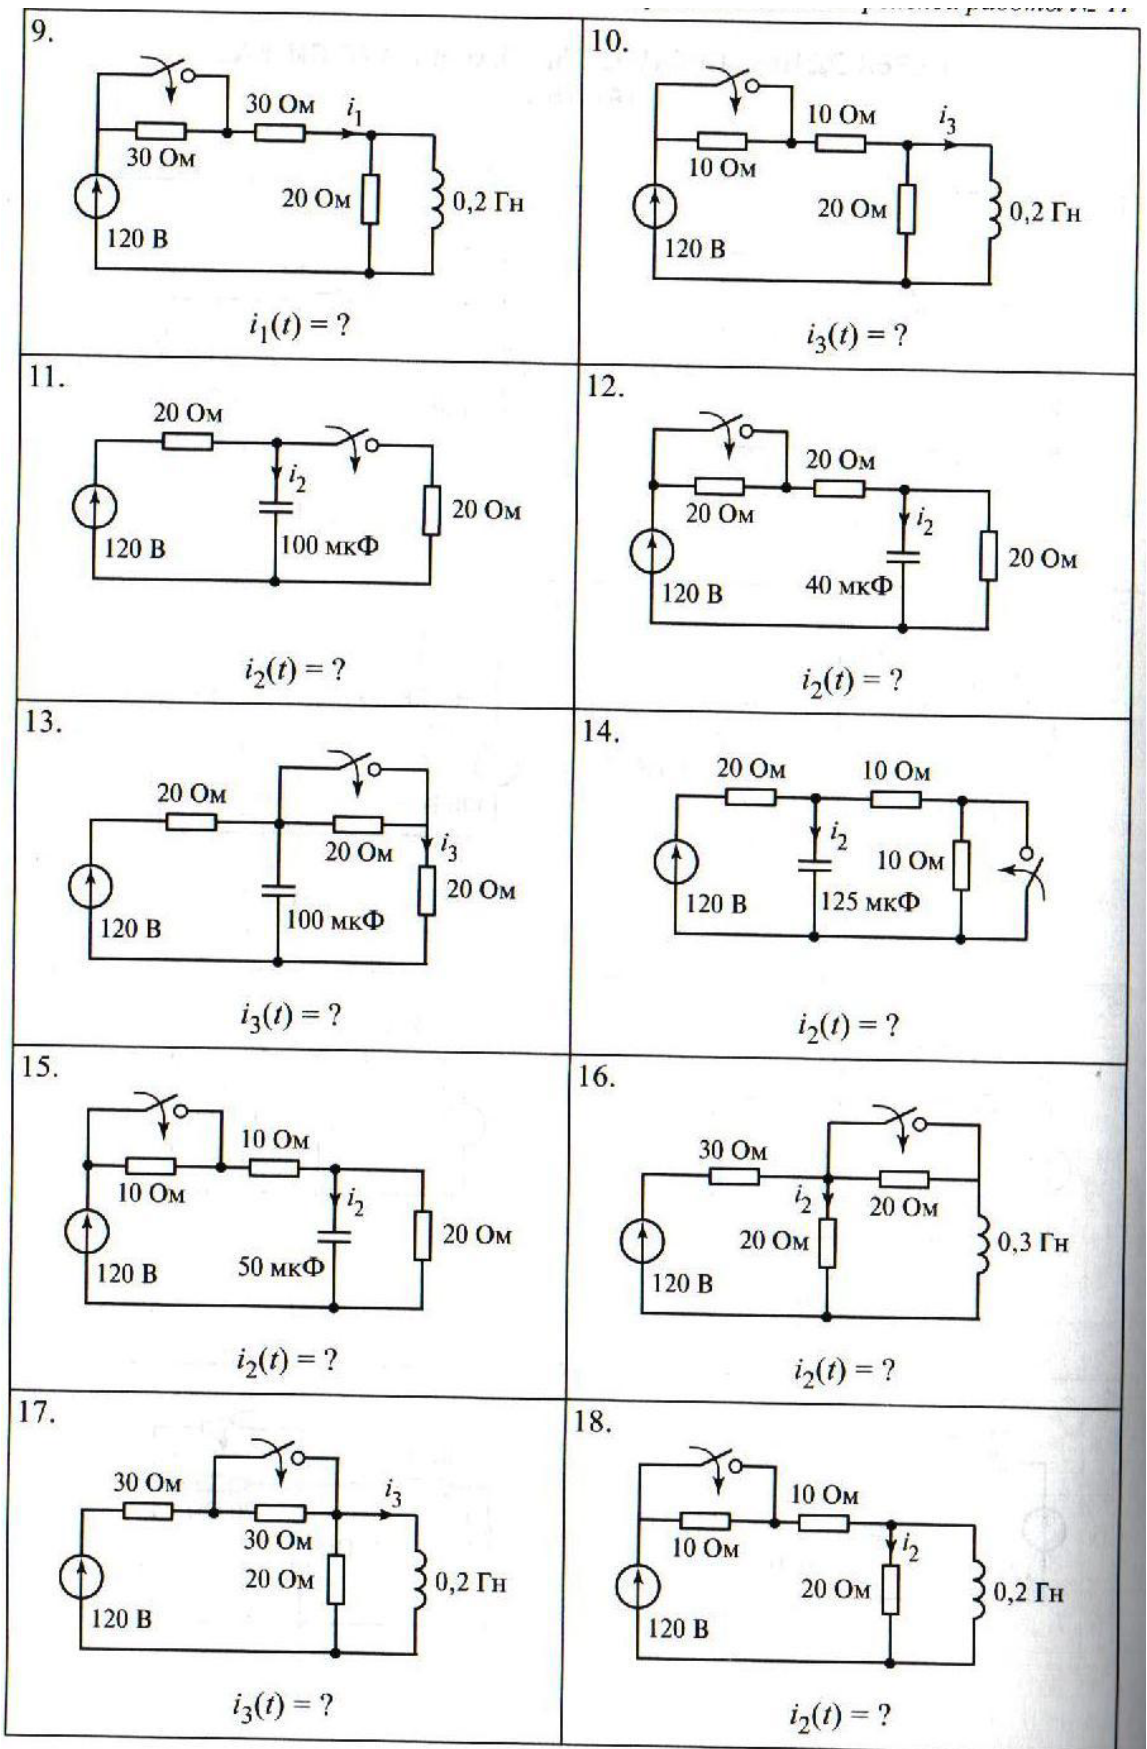 9.
30 Ом
i₁
30 Ом
20 Ом
0,2 Гн
120 В
i₁(t) = ?
10.
10 Ом
i₃
10 Ом
20 Ом
0,2 Гн
120 В
i₃(t) = ?
11.
20 Ом
i₂
20 Ом
120 В
100 мкФ
i₂(t) = ?
12.
20 Ом
20 Ом
i₂
20 Ом
120 В
40 мкФ
i₂(t) = ?
13.
20 Ом
20 Ом
i₃
20 Ом
120 В
100 мкФ
i₃(t) = ?
14.
20 Ом
10 Ом
i₂
10 Ом
120 В
125 мкФ
i₂(t) = ?
15.
10 Ом
10 Ом
i₂
20 Ом
120 В
50 мкФ
i₂(t) = ?
16.
30 Ом
i₂
20 Ом
20 Ом
0,3 Гн
120 В
i₂(t) = ?
17.
30 Ом
i₃
30 Ом
20 Ом
0,2 Гн
120 В
i₃(t) = ?
18.
10 Ом
10 Ом
i₂
20 Ом
0,2 Гн
120 В
i₂(t) = ?